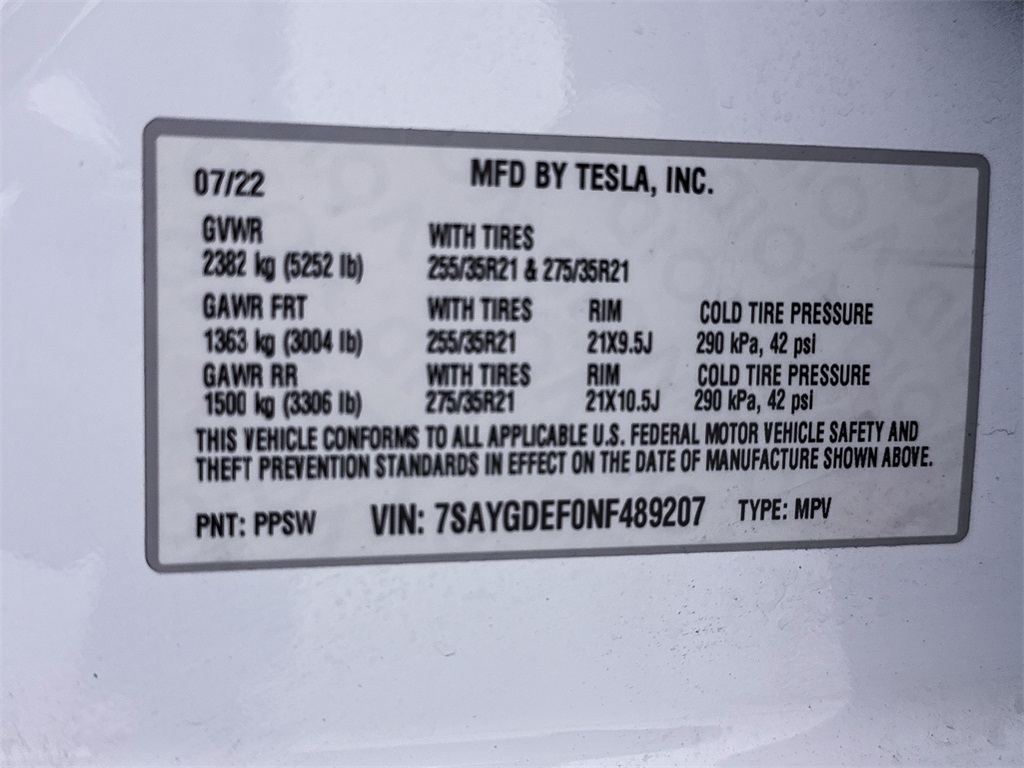 07/22 MFD BY TESLA, INC.
GVWR WITH TIRES
2382 kg (5252 lb) 255/35R21 & 275/35R21
GAWR FRT WITH TIRES RIM COLD TIRE PRESSURE
1363 kg (3004 lb) 255/35R21 21X9.5J 290 kPa, 42 psi
GAWR RR WITH TIRES RIM COLD TIRE PRESSURE
1500 kg (3306 lb) 275/35R21 21X10.5J 290 kPa, 42 psi
THIS VEHICLE CONFORMS TO ALL APPLICABLE U.S. FEDERAL MOTOR VEHICLE SAFETY AND
THEFT PREVENTION STANDARDS IN EFFECT ON THE DATE OF MANUFACTURE SHOWN ABOVE.
PNT: PPSW VIN: 7SAYGDEF0NF489207 TYPE: MPV